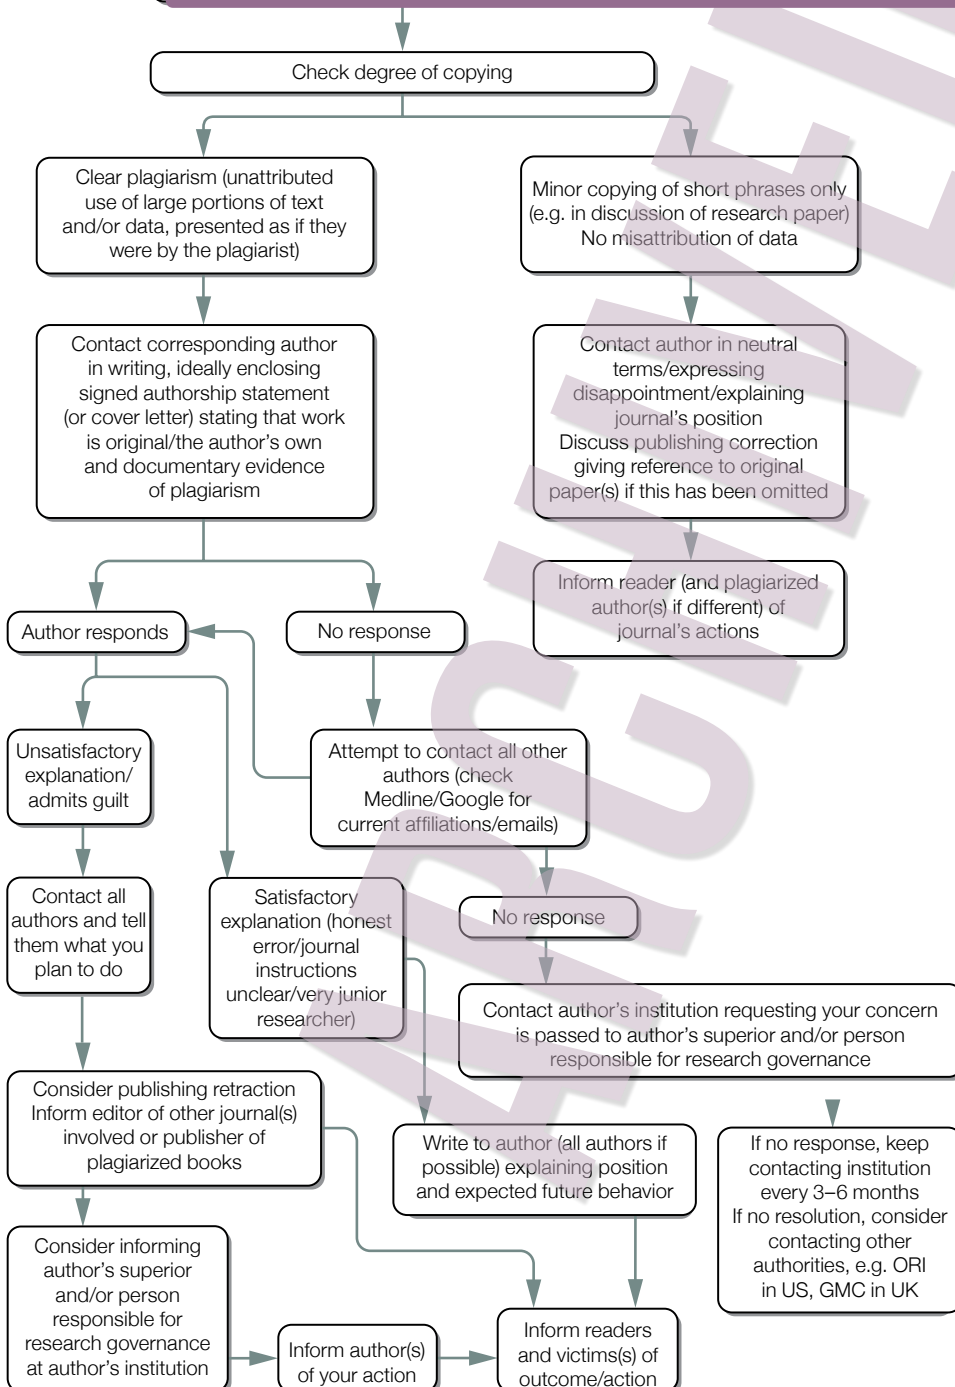 Check degree of copying
Clear plagiarism (unattributed
use of large portions of text
and/or data, presented as if they
were by the plagiarist)
Minor copying of short phrases only
(e.g. in discussion of research paper)
No misattribution of data
Contact corresponding author
in writing, ideally enclosing
signed authorship statement
(or cover letter) stating that work
is original/the author's own
and documentary evidence
of plagiarism
Contact author in neutral
terms/expressing
disappointment/explaining
journal's position
Discuss publishing correction
giving reference to original
paper(s) if this has been omitted
Inform reader (and plagiarized
author(s) if different) of
journal's actions
Author responds
No response
Unsatisfactory
explanation/
admits guilt
Attempt to contact all other
authors (check
Medline/Google for
current affiliations/emails)
Contact all
authors and tell
them what you
plan to do
Satisfactory
explanation (honest
error/journal
instructions
unclear/very junior
researcher)
No response
Contact author's institution requesting your concern
is passed to author's superior and/or person
responsible for research governance
Consider publishing retraction
Inform editor of other journal(s)
involved or publisher of
plagiarized books
Write to author (all authors if
possible) explaining position
and expected future behavior
If no response, keep
contacting institution
every 3–6 months
If no resolution, consider
contacting other
authorities, e.g. ORI
in US, GMC in UK
Consider informing
author's superior
and/or person
responsible for
research governance
at author's institution
Inform author(s)
of your action
Inform readers
and victims(s) of
outcome/action
ARCHIVE